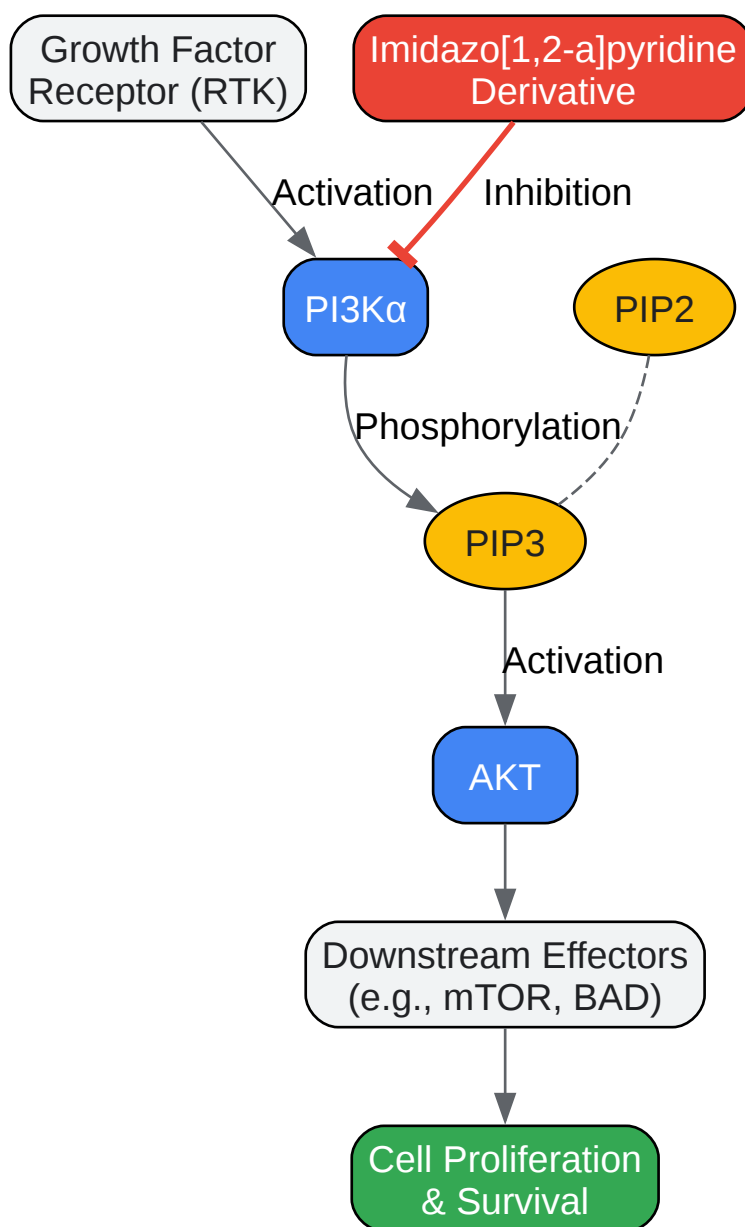 Growth Factor
Receptor (RTK)
Imidazo[1,2-a]pyridine
Derivative
Activation
Inhibition
PI3Kα
PIP2
Phosphorylation
PIP3
Activation
AKT
Downstream Effectors
(e.g., mTOR, BAD)
Cell Proliferation
& Survival